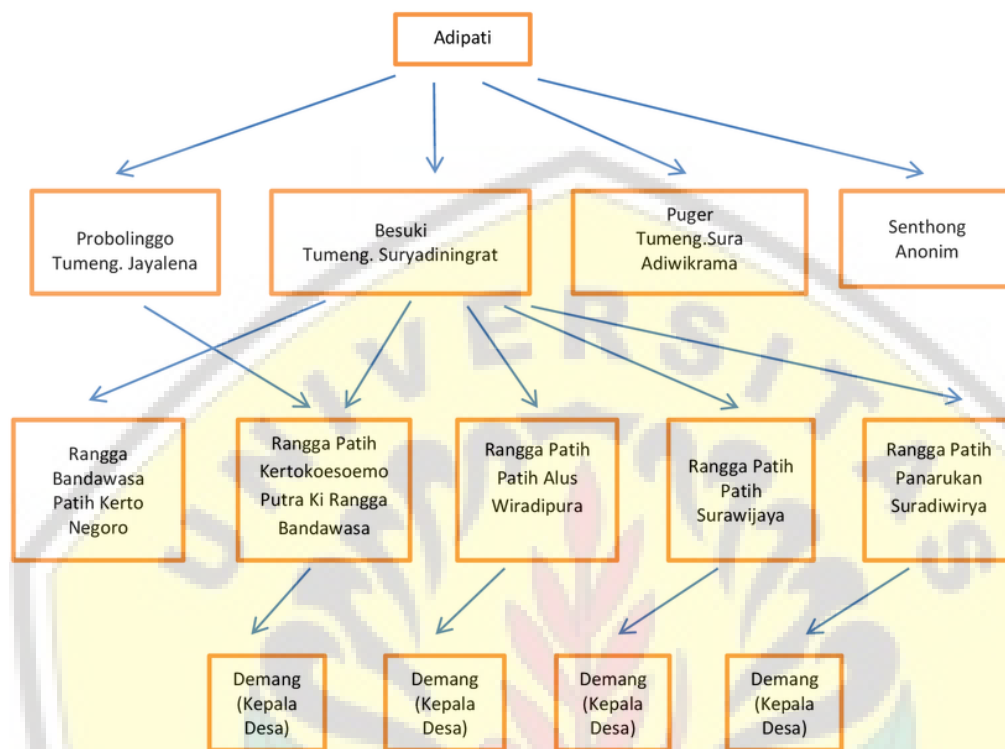 Adipati
Probolinggo
Tumeng. Jayalena
Besuki
Tumeng. Suryadiningrat
Puger
Tumeng.Sura
Adiwikrama
Senthong
Anonim
Rangga
Bandawasa
Patih Kerto
Negoro
Rangga Patih
Kertokoesoemo
Putra Ki Rangga
Bandawasa
Rangga Patih
Patih Alus
Wiradipura
Rangga Patih
Patih
Surawijaya
Rangga Patih
Panarukan
Suradiwirya
Demang
(Kepala
Desa)
Demang
(Kepala
Desa)
Demang
(Kepala
Desa)
Demang
(Kepala
Desa)
UNIVERSITAS